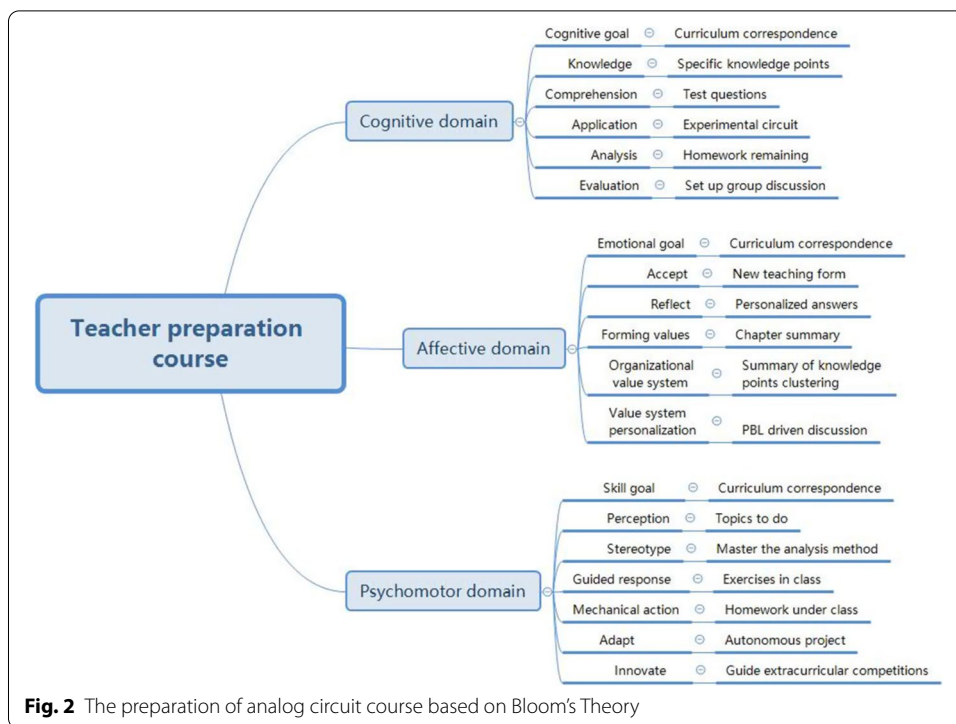 Teacher preparation
course
Cognitive domain
Cognitive goal Curriculum correspondence
Knowledge Specific knowledge points
Comprehension Test questions
Application Experimental circuit
Analysis Homework remaining
Evaluation Set up group discussion
Affective domain
Emotional goal Curriculum correspondence
Accept New teaching form
Reflect Personalized answers
Forming values Chapter summary
Organizational Summary of knowledge
value system points clustering
Value system
personalization PBL driven discussion
Psychomotor domain
Skill goal Curriculum correspondence
Perception Topics to do
Stereotype Master the analysis method
Guided response Exercises in class
Mechanical action Homework under class
Adapt Autonomous project
Innovate Guide extracurricular competitions
Fig. 2 The preparation of analog circuit course based on Bloom's Theory